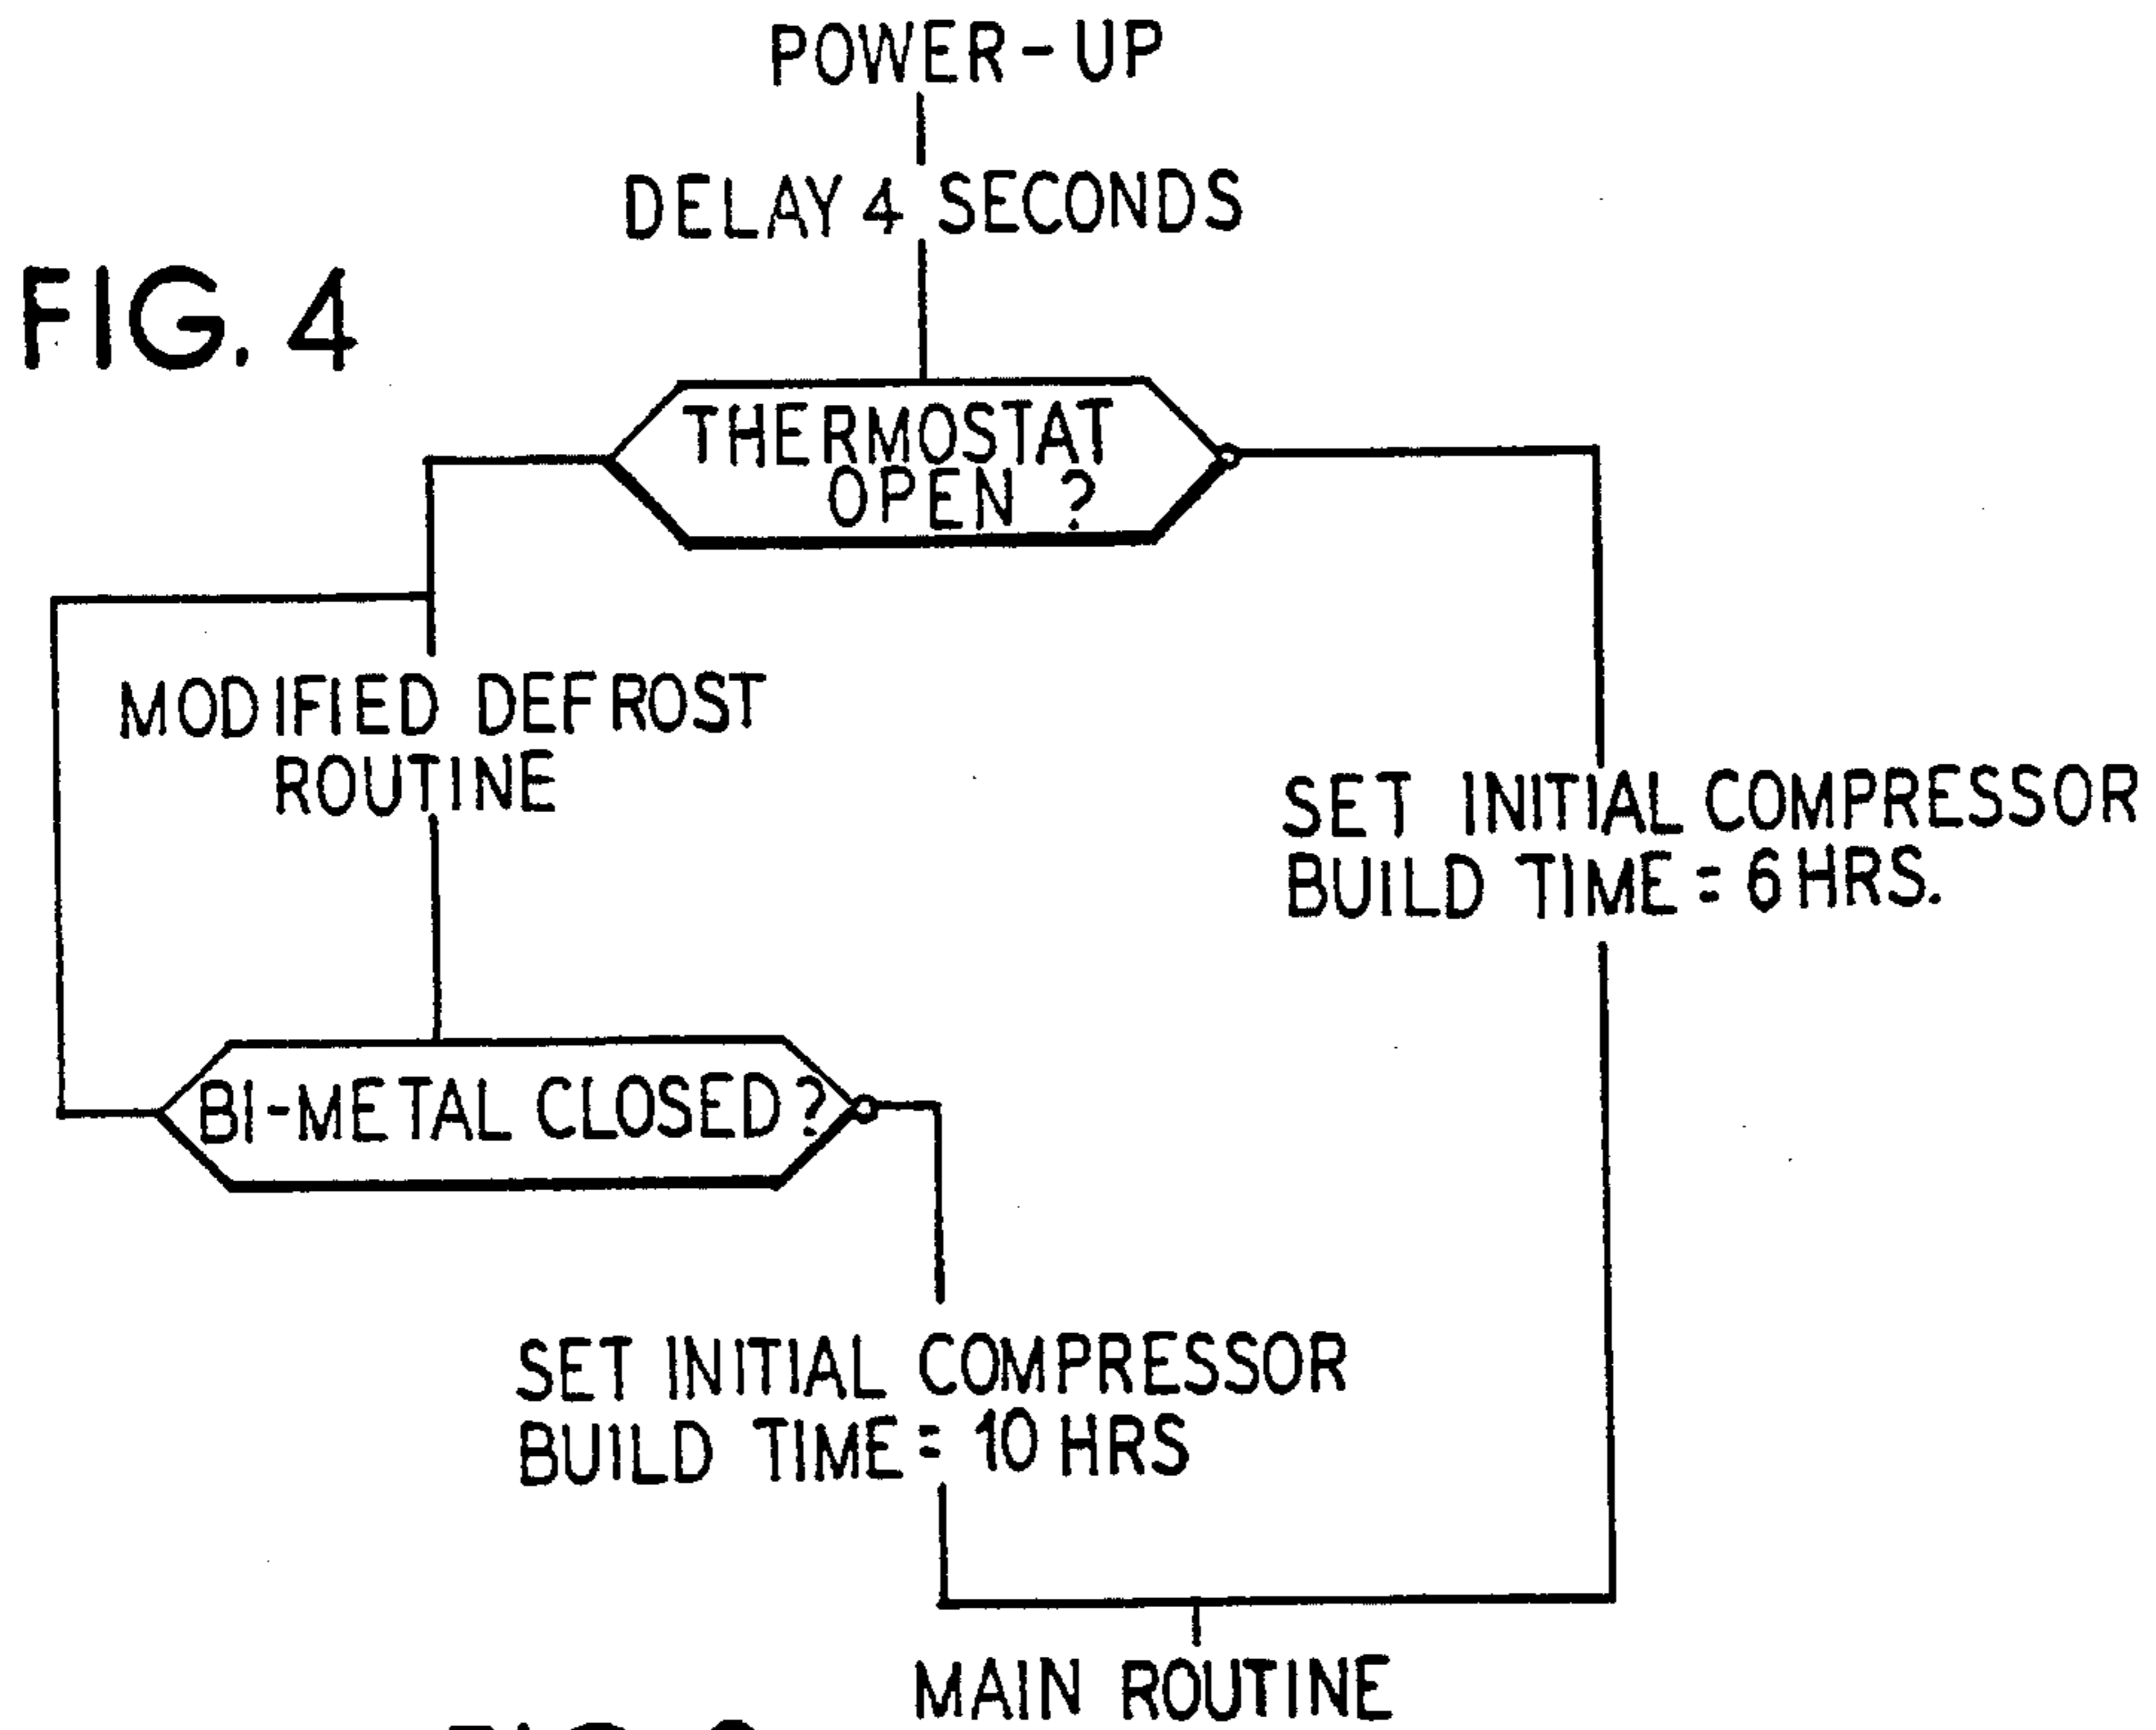 POWER-UP
DELAY 4 SECONDS
FIG. 4
THERMOSTAT
OPEN ?
MODIFIED DEFROST
ROUTINE
SET INITIAL COMPRESSOR
BUILD TIME = 6 HRS.
BI-METAL CLOSED ?
SET INITIAL COMPRESSOR
BUILD TIME = 10 HRS
MAIN ROUTINE